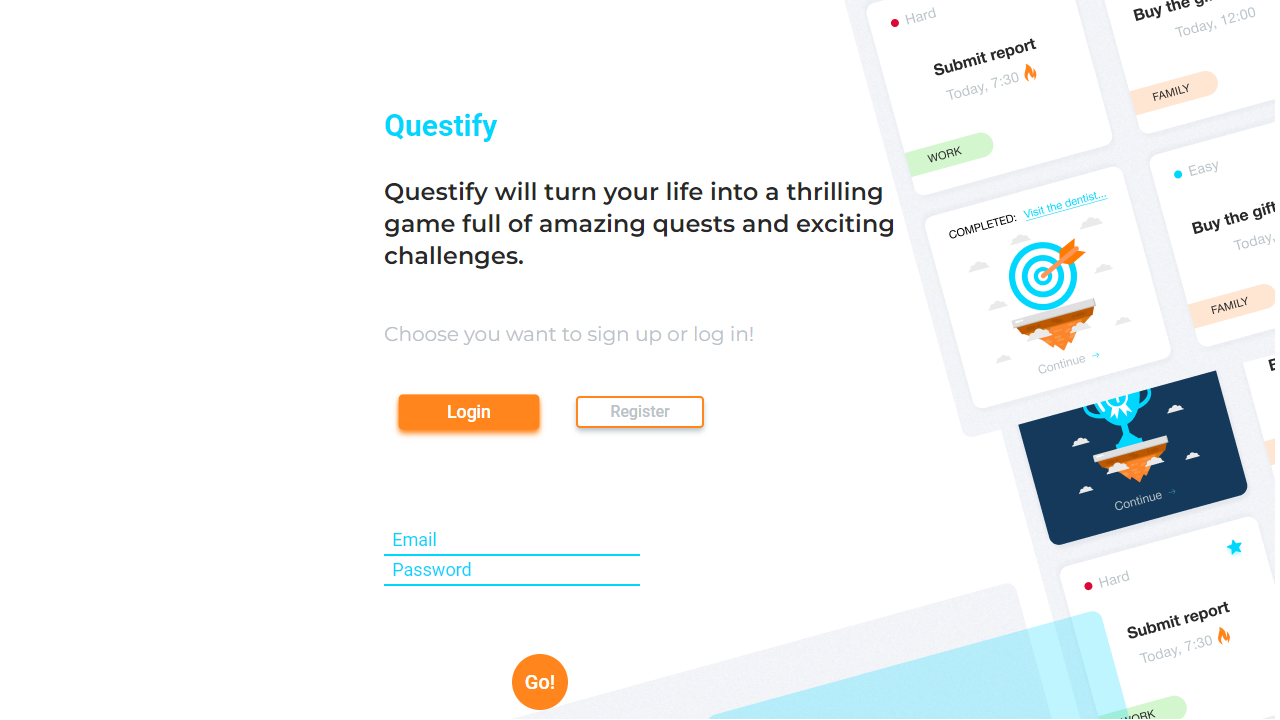 Questify
Questify will turn your life into a thrilling
game full of amazing quests and exciting
challenges.
Choose you want to sign up or log in!
Login
Register
Email
Password
Go!
Hard
Submit report
Today, 7:30
WORK
Buy the
Today, 12:00
FAMILY
COMPLETED: Visit the dentist...
Continue →
Easy
Buy the gift
Today,
FAMILY
Continue →
Hard
Submit report
Today, 7:30
WORK